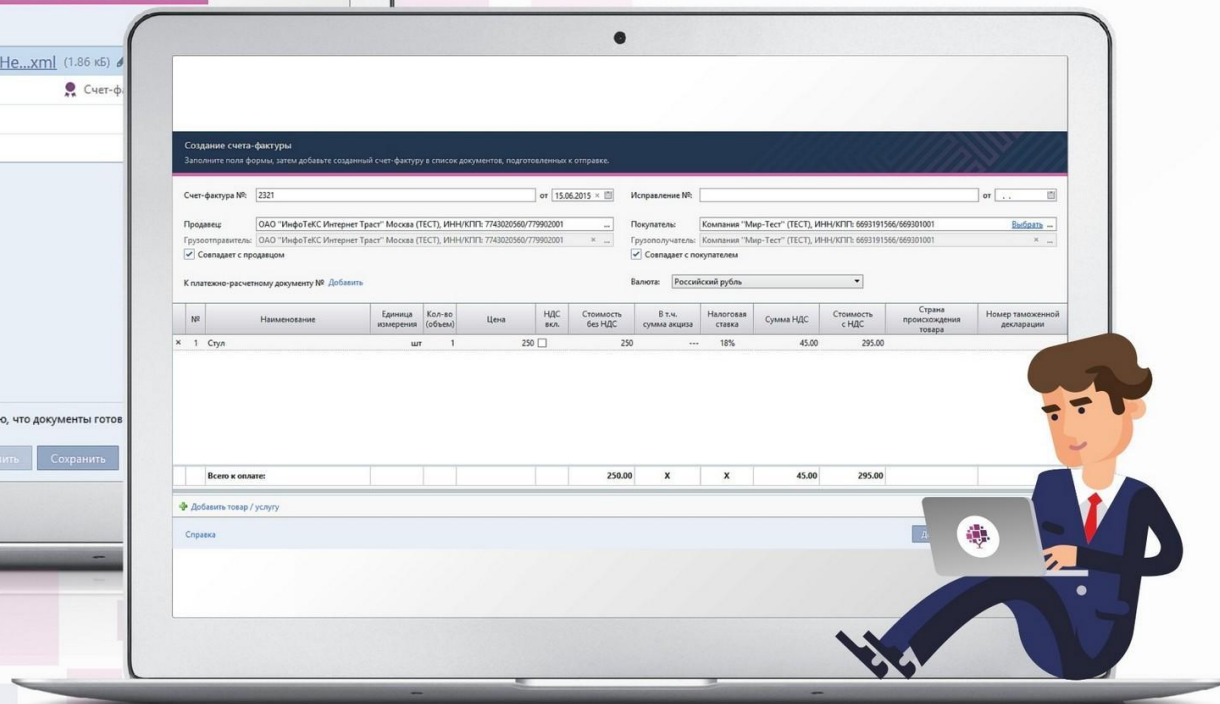 Не...xml (1.86 кБ)
Счет-ф
ю, что документы готов
Сохранить
Создание счета-фактуры
Заполните поля формы, затем добавьте созданный счет-фактуру в список документов, подготовленных к отправке.
Счет-фактура №: 2321 от 15.06.2015 × Исправление №: от . .
Продавец: ОАО "ИнфоТеКС Интернет Траст" Москва (ТЕСТ), ИНН/КПП: 7743020560/779902001 ... Покупатель: Компания "Мир-Тест" (ТЕСТ), ИНН/КПП: 6693191566/669301001 Выбрать ...
Грузоотправитель: ОАО "ИнфоТеКС Интернет Траст" Москва (ТЕСТ), ИНН/КПП: 7743020560/779902001 × ... Грузополучатель: Компания "Мир-Тест" (ТЕСТ), ИНН/КПП: 6693191566/669301001 × ...
Совпадает с продавцом Совпадает с покупателем
К платежно-расчетному документу № Добавить Валюта: Российский рубль
№ Наименование Единица измерения Кол-во (объем) Цена НДС вкл. Стоимость без НДС В т.ч. сумма акциза Налоговая ставка Сумма НДС Стоимость с НДС Страна происхождения товара Номер таможенной декларации
× 1 Стул шт 1 250 250 --- 18% 45.00 295.00
Всего к оплате: 250.00 X X 45.00 295.00
Добавить товар / услугу
Справка